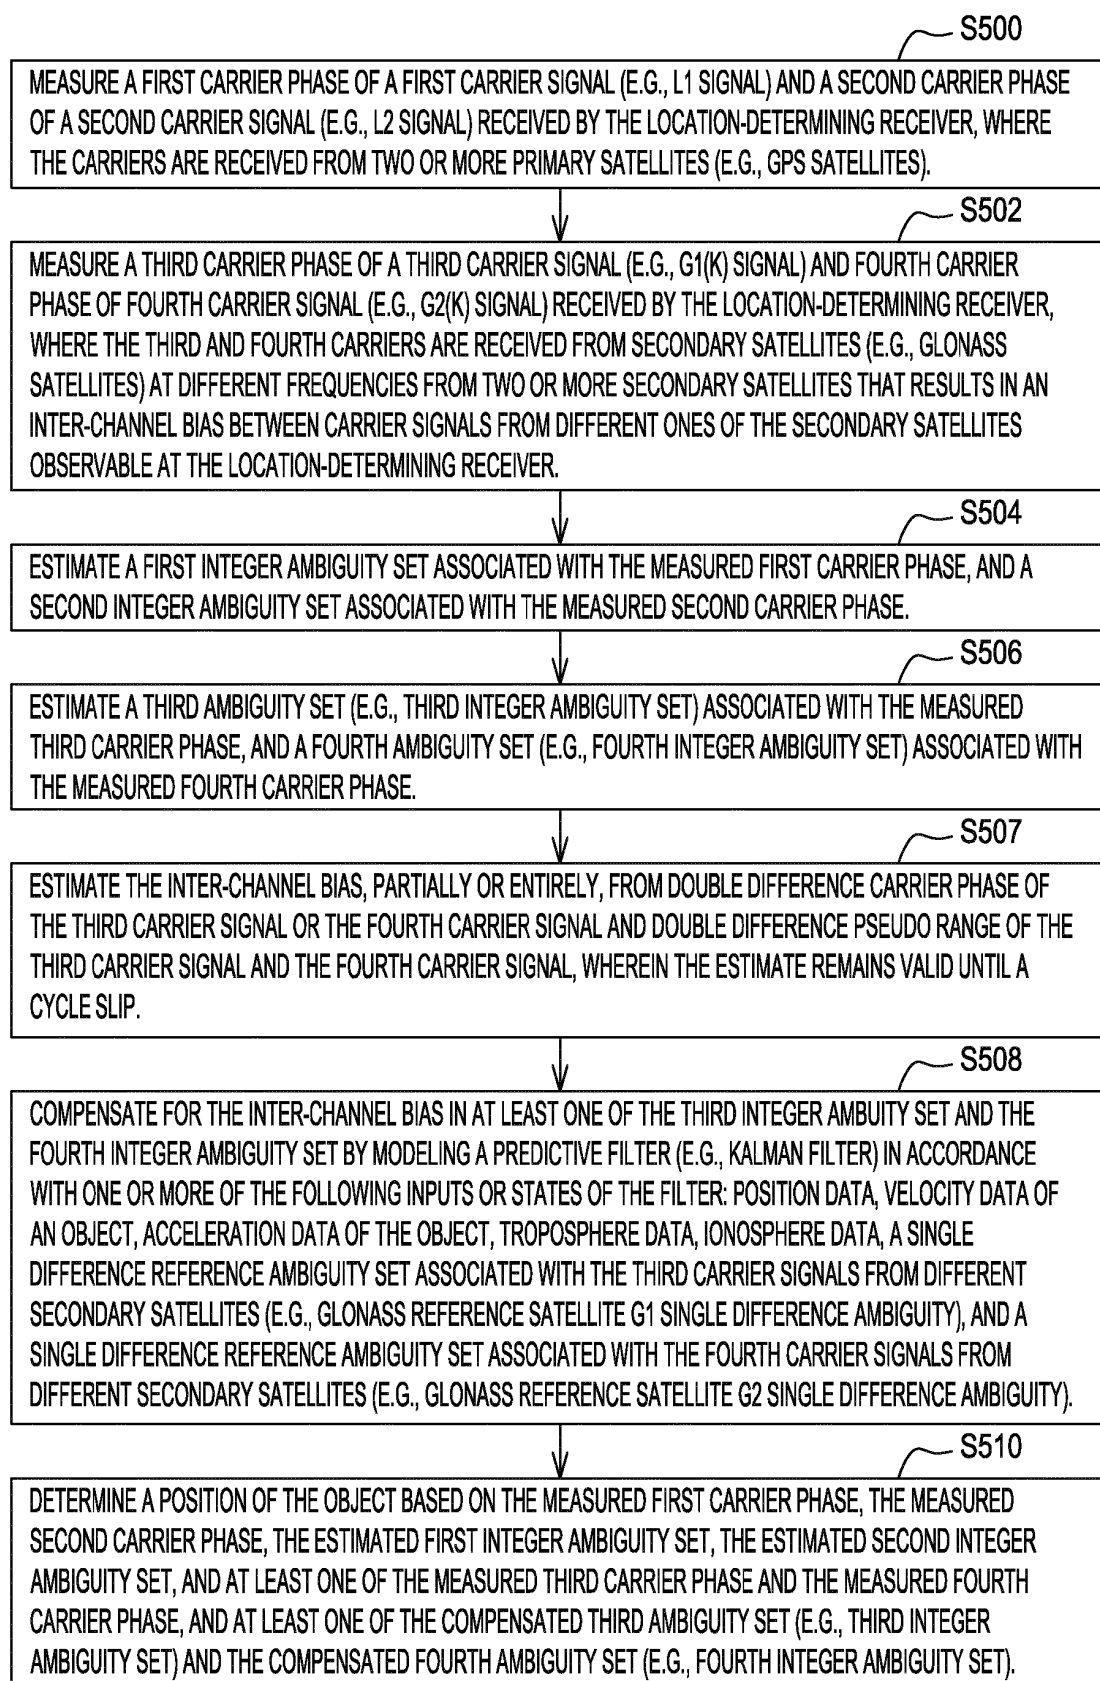 S500
MEASURE A FIRST CARRIER PHASE OF A FIRST CARRIER SIGNAL (E.G., L1 SIGNAL) AND A SECOND CARRIER PHASE
OF A SECOND CARRIER SIGNAL (E.G., L2 SIGNAL) RECEIVED BY THE LOCATION-DETERMINING RECEIVER, WHERE
THE CARRIERS ARE RECEIVED FROM TWO OR MORE PRIMARY SATELLITES (E.G., GPS SATELLITES).
S502
MEASURE A THIRD CARRIER PHASE OF A THIRD CARRIER SIGNAL (E.G., G1(K) SIGNAL) AND FOURTH CARRIER
PHASE OF FOURTH CARRIER SIGNAL (E.G., G2(K) SIGNAL) RECEIVED BY THE LOCATION-DETERMINING RECEIVER,
WHERE THE THIRD AND FOURTH CARRIERS ARE RECEIVED FROM SECONDARY SATELLITES (E.G., GLONASS
SATELLITES) AT DIFFERENT FREQUENCIES FROM TWO OR MORE SECONDARY SATELLITES THAT RESULTS IN AN
INTER-CHANNEL BIAS BETWEEN CARRIER SIGNALS FROM DIFFERENT ONES OF THE SECONDARY SATELLITES
OBSERVABLE AT THE LOCATION-DETERMINING RECEIVER.
S504
ESTIMATE A FIRST INTEGER AMBIGUITY SET ASSOCIATED WITH THE MEASURED FIRST CARRIER PHASE, AND A
SECOND INTEGER AMBIGUITY SET ASSOCIATED WITH THE MEASURED SECOND CARRIER PHASE.
S506
ESTIMATE A THIRD AMBIGUITY SET (E.G., THIRD INTEGER AMBIGUITY SET) ASSOCIATED WITH THE MEASURED
THIRD CARRIER PHASE, AND A FOURTH AMBIGUITY SET (E.G., FOURTH INTEGER AMBIGUITY SET) ASSOCIATED WITH
THE MEASURED FOURTH CARRIER PHASE.
S507
ESTIMATE THE INTER-CHANNEL BIAS, PARTIALLY OR ENTIRELY, FROM DOUBLE DIFFERENCE CARRIER PHASE OF
THE THIRD CARRIER SIGNAL OR THE FOURTH CARRIER SIGNAL AND DOUBLE DIFFERENCE PSEUDO RANGE OF THE
THIRD CARRIER SIGNAL AND THE FOURTH CARRIER SIGNAL, WHEREIN THE ESTIMATE REMAINS VALID UNTIL A
CYCLE SLIP.
S508
COMPENSATE FOR THE INTER-CHANNEL BIAS IN AT LEAST ONE OF THE THIRD INTEGER AMBUITY SET AND THE
FOURTH INTEGER AMBIGUITY SET BY MODELING A PREDICTIVE FILTER (E.G., KALMAN FILTER) IN ACCORDANCE
WITH ONE OR MORE OF THE FOLLOWING INPUTS OR STATES OF THE FILTER: POSITION DATA, VELOCITY DATA OF
AN OBJECT, ACCELERATION DATA OF THE OBJECT, TROPOSPHERE DATA, IONOSPHERE DATA, A SINGLE
DIFFERENCE REFERENCE AMBIGUITY SET ASSOCIATED WITH THE THIRD CARRIER SIGNALS FROM DIFFERENT
SECONDARY SATELLITES (E.G., GLONASS REFERENCE SATELLITE G1 SINGLE DIFFERENCE AMBIGUITY), AND A
SINGLE DIFFERENCE REFERENCE AMBIGUITY SET ASSOCIATED WITH THE FOURTH CARRIER SIGNALS FROM
DIFFERENT SECONDARY SATELLITES (E.G., GLONASS REFERENCE SATELLITE G2 SINGLE DIFFERENCE AMBIGUITY).
S510
DETERMINE A POSITION OF THE OBJECT BASED ON THE MEASURED FIRST CARRIER PHASE, THE MEASURED
SECOND CARRIER PHASE, THE ESTIMATED FIRST INTEGER AMBIGUITY SET, THE ESTIMATED SECOND INTEGER
AMBIGUITY SET, AND AT LEAST ONE OF THE MEASURED THIRD CARRIER PHASE AND THE MEASURED FOURTH
CARRIER PHASE, AND AT LEAST ONE OF THE COMPENSATED THIRD AMBIGUITY SET (E.G., THIRD INTEGER
AMBIGUITY SET) AND THE COMPENSATED FOURTH AMBIGUITY SET (E.G., FOURTH INTEGER AMBIGUITY SET).